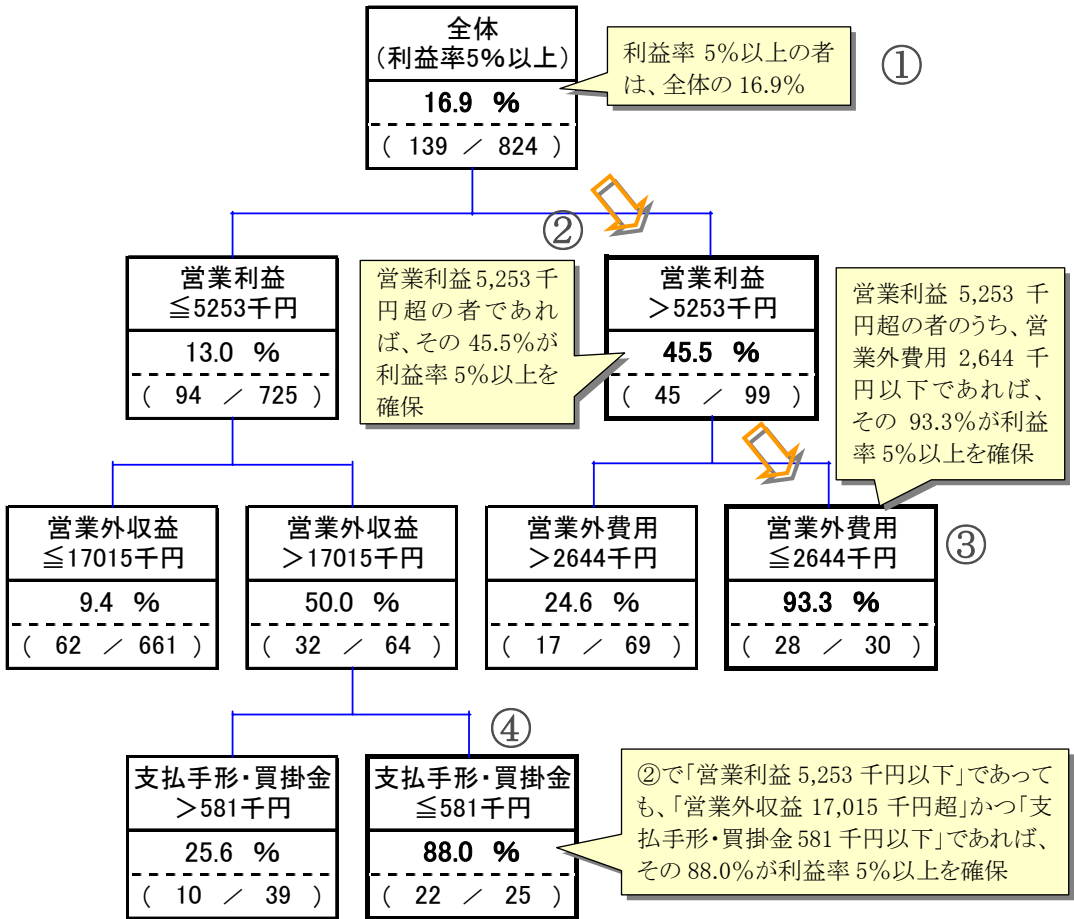 全体
(利益率5%以上)
16.9 %
( 139 ／ 824 )
利益率 5%以上の者
は、全体の 16.9%
①
②
営業利益
≦5253千円
13.0 %
( 94 ／ 725 )
営業利益 5,253 千
円超の者であれ
ば、その 45.5%が
利益率 5%以上を
確保
営業利益
＞5253千円
45.5 %
( 45 ／ 99 )
営業利益 5,253 千
円超の者のうち、営
業外費用 2,644 千
円以下であれば、
その 93.3%が利益
率 5%以上を確保
営業外収益
≦17015千円
9.4 %
( 62 ／ 661 )
営業外収益
＞17015千円
50.0 %
( 32 ／ 64 )
営業外費用
＞2644千円
24.6 %
( 17 ／ 69 )
営業外費用
≦2644千円
93.3 %
( 28 ／ 30 )
③
④
支払手形・買掛金
＞581千円
25.6 %
( 10 ／ 39 )
支払手形・買掛金
≦581千円
88.0 %
( 22 ／ 25 )
②で「営業利益 5,253 千円以下」であって
も、「営業外収益 17,015 千円超」かつ「支
払手形・買掛金 581 千円以下」であれば、
その 88.0%が利益率 5%以上を確保